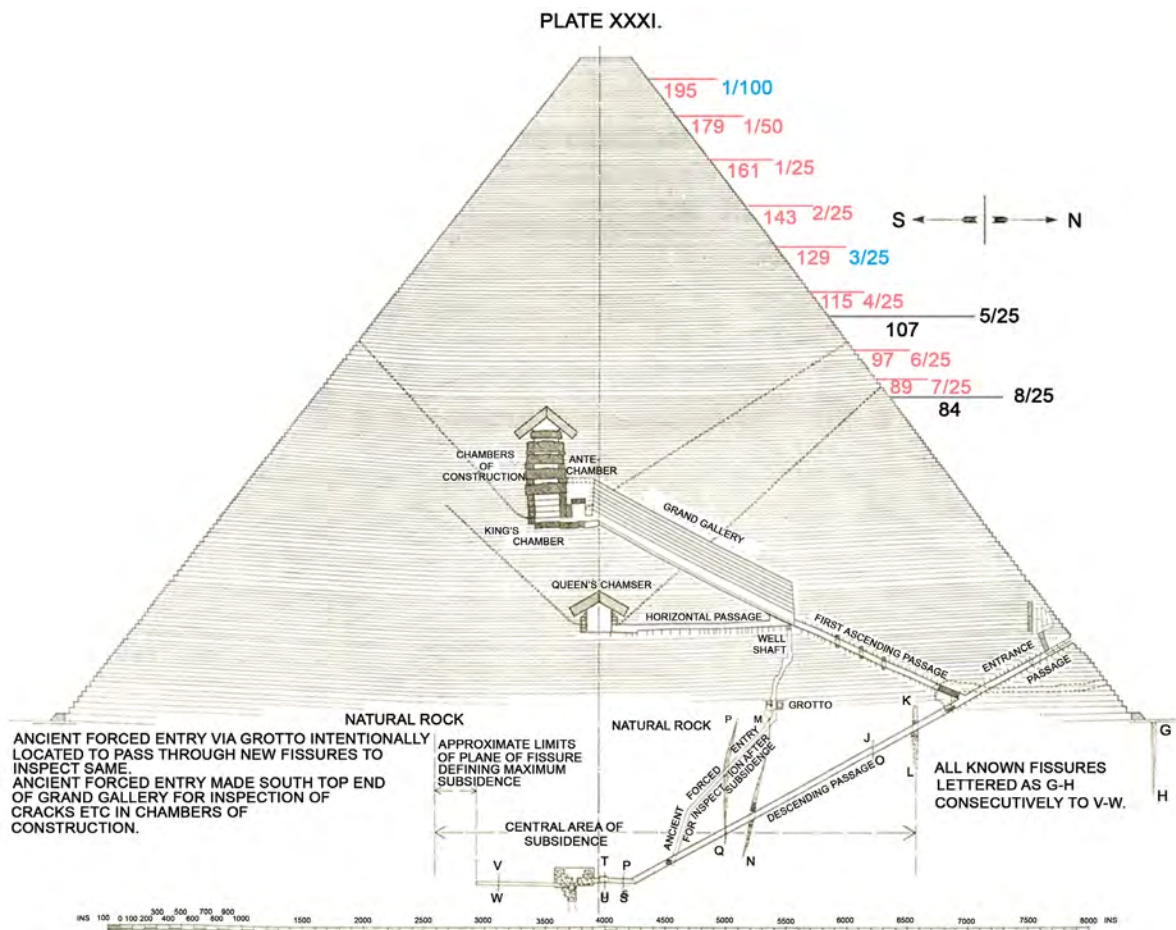 PLATE XXXI.
195 1/100
179 1/50
161 1/25
143 2/25
S N
129 3/25
115 4/25
107 5/25
97 6/25
89 7/25
84 8/25
CHAMBERS
OF
CONSTRUCTION
ANTE-
CHAMBER
KING'S
CHAMBER
GRAND GALLERY
QUEEN'S CHAMSER
HORIZONTAL PASSAGE
WELL
SHAFT
FIRST ASCENDING PASSAGE
ENTRANCE
PASSAGE
GROTTO
NATURAL ROCK
ANCIENT FORCED ENTRY VIA GROTTO INTENTIONALLY
LOCATED TO PASS THROUGH NEW FISSURES TO
INSPECT SAME.
ANCIENT FORCED ENTRY MADE SOUTH TOP END
OF GRAND GALLERY FOR INSPECTION OF
CRACKS ETC IN CHAMBERS OF
CONSTRUCTION.
APPROXIMATE LIMITS
OF PLANE OF FISSURE
DEFINING MAXIMUM
SUBSIDENCE
NATURAL ROCK
P M
K
G
J
O
L
H
ANCIENT FORCED ENTRY
FOR INSPECTION AFTER
SUBSIDENCE
DESCENDING PASSAGE
ALL KNOWN FISSURES
LETTERED AS G-H
CONSECUTIVELY TO V-W.
CENTRAL AREA OF
SUBSIDENCE
Q N
V T P
W U S
INS 100 0 100 200 300 400 500 600 700 800 900 1000 2000 3000 3500 4000 4500 5000 5500 6000 6500 7000 8000 INS